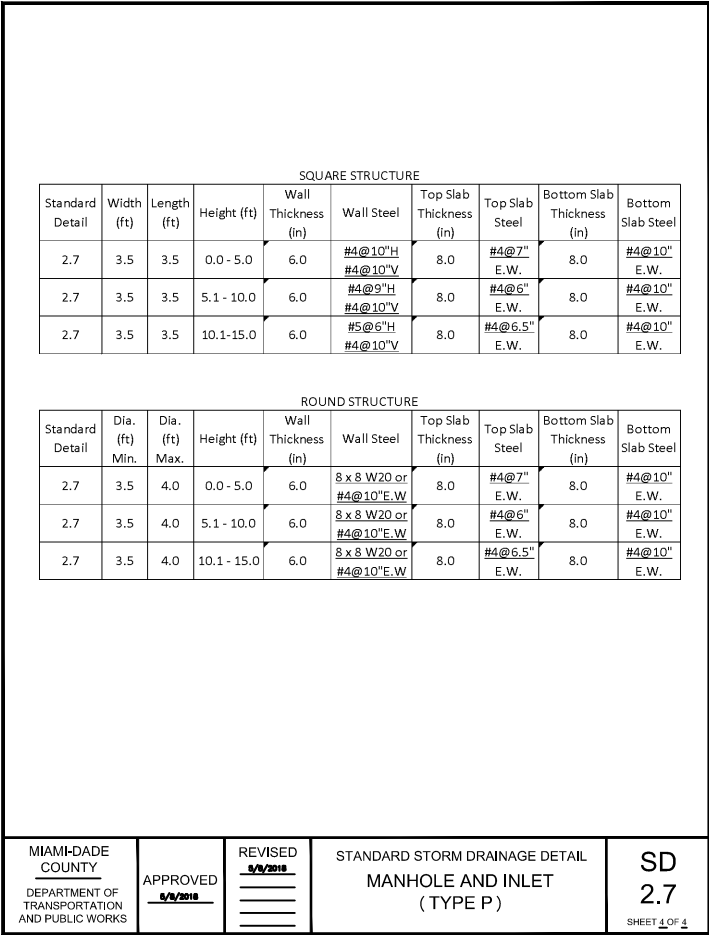 SQUARE STRUCTURE
Standard Detail | Width (ft) | Length (ft) | Height (ft) | Wall Thickness (in) | Wall Steel | Top Slab Thickness (in) | Top Slab Steel | Bottom Slab Thickness (in) | Bottom Slab Steel
2.7 | 3.5 | 3.5 | 0.0 - 5.0 | 6.0 | #4@10"H #4@10"V | 8.0 | #4@7" E.W. | 8.0 | #4@10" E.W.
2.7 | 3.5 | 3.5 | 5.1 - 10.0 | 6.0 | #4@9"H #4@10"V | 8.0 | #4@6" E.W. | 8.0 | #4@10" E.W.
2.7 | 3.5 | 3.5 | 10.1-15.0 | 6.0 | #5@6"H #4@10"V | 8.0 | #4@6.5" E.W. | 8.0 | #4@10" E.W.
ROUND STRUCTURE
Standard Detail | Dia. (ft) Min. | Dia. (ft) Max. | Height (ft) | Wall Thickness (in) | Wall Steel | Top Slab Thickness (in) | Top Slab Steel | Bottom Slab Thickness (in) | Bottom Slab Steel
2.7 | 3.5 | 4.0 | 0.0 - 5.0 | 6.0 | 8 x 8 W20 or #4@10"E.W | 8.0 | #4@7" E.W. | 8.0 | #4@10" E.W.
2.7 | 3.5 | 4.0 | 5.1 - 10.0 | 6.0 | 8 x 8 W20 or #4@10"E.W | 8.0 | #4@6" E.W. | 8.0 | #4@10" E.W.
2.7 | 3.5 | 4.0 | 10.1 - 15.0 | 6.0 | 8 x 8 W20 or #4@10"E.W | 8.0 | #4@6.5" E.W. | 8.0 | #4@10" E.W.
MIAMI-DADE
COUNTY
DEPARTMENT OF
TRANSPORTATION
AND PUBLIC WORKS
APPROVED
REVISED
STANDARD STORM DRAINAGE DETAIL
MANHOLE AND INLET
( TYPE P )
SD
2.7
SHEET 4 OF 4